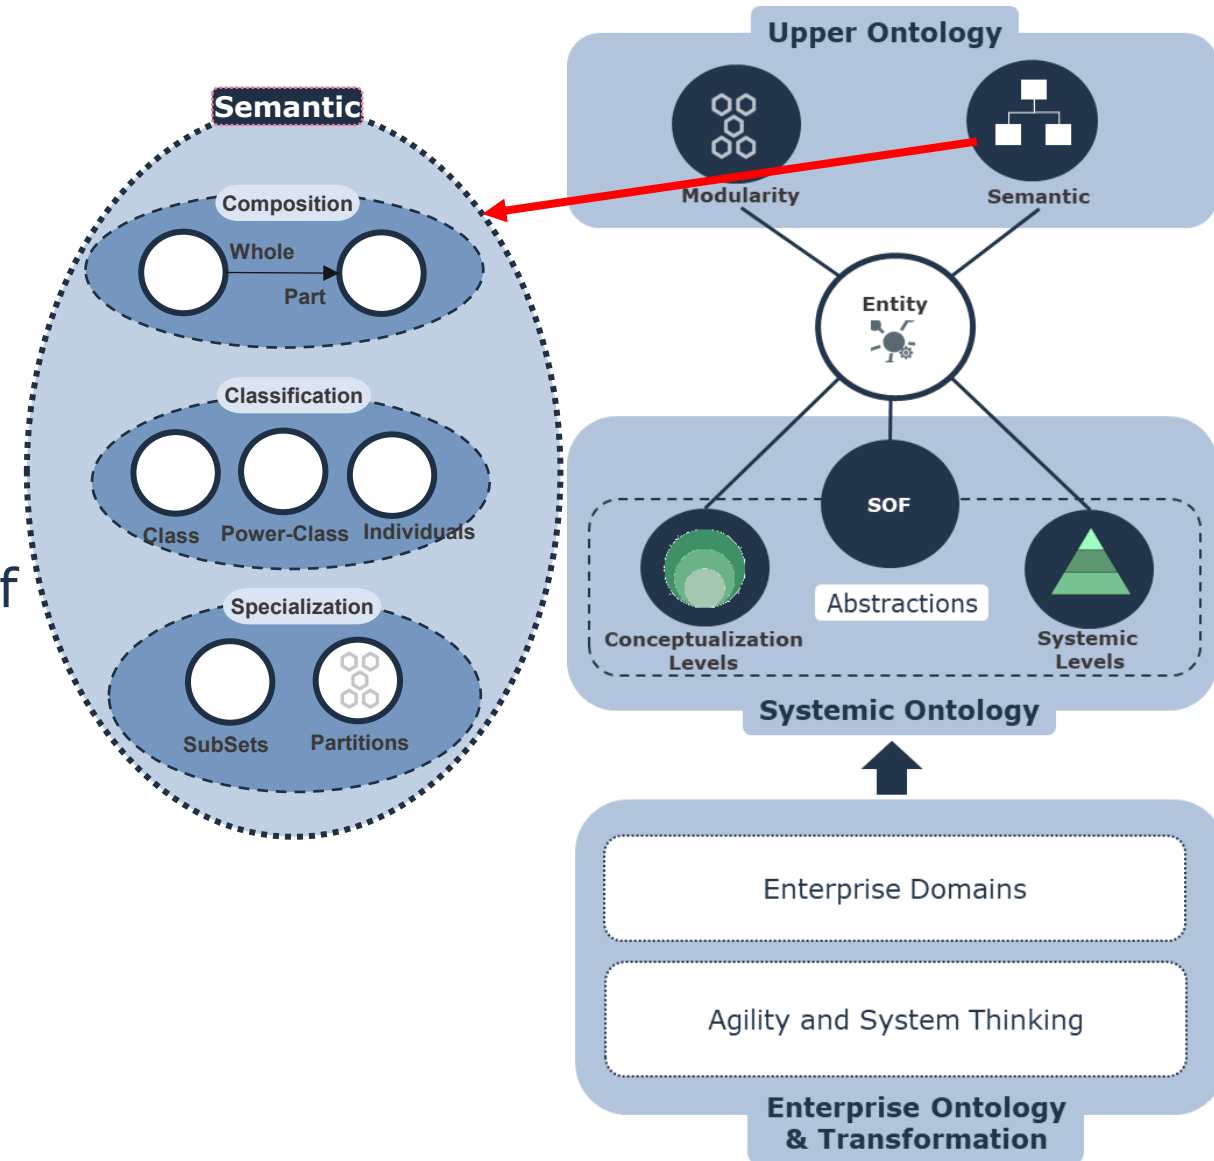 Semantic
Composition
Whole
Part
Classification
Class
Power-Class
Individuals
f
Specialization
SubSets
Partitions
Upper Ontology
Modularity
Semantic
Entity
SOF
Abstractions
Conceptualization
Levels
Systemic
Levels
Systemic Ontology
Enterprise Domains
Agility and System Thinking
Enterprise Ontology
& Transformation